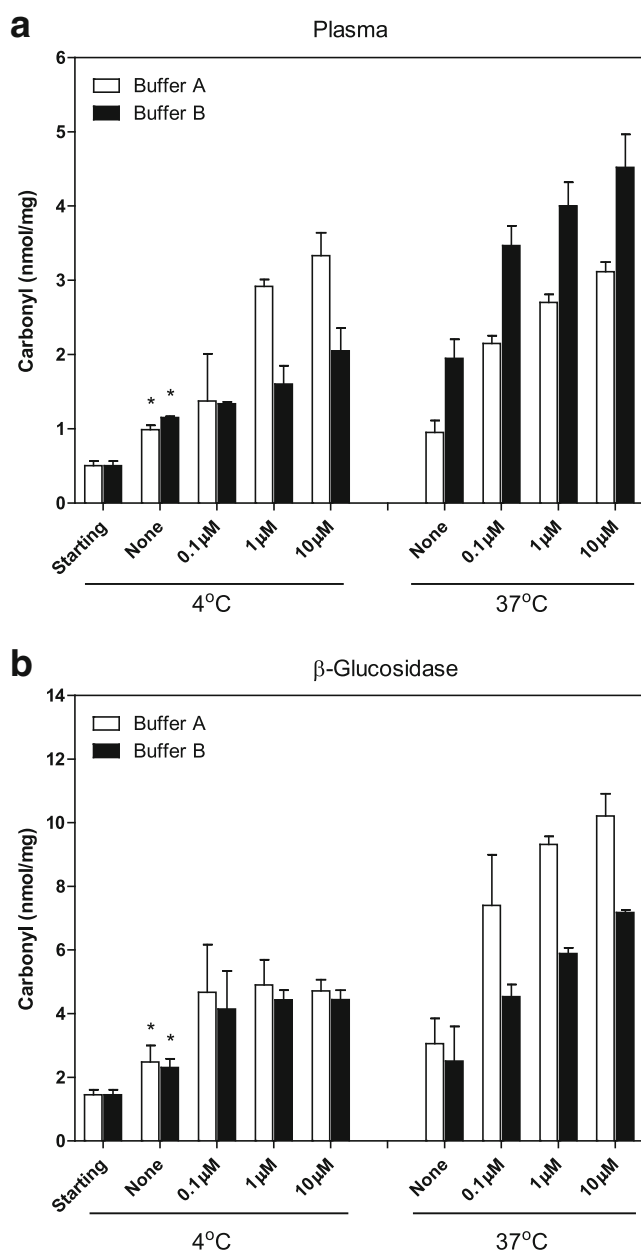 a
Plasma
6
5
4
3
2
1
0
Carbonyl (nmol/mg)
Buffer A
Buffer B
* *
Starting
None
0.1µM
1µM
10µM
None
0.1µM
1µM
10µM
4°C
37°C
b
β-Glucosidase
14
12
10
8
6
4
2
0
Carbonyl (nmol/mg)
Buffer A
Buffer B
* *
Starting
None
0.1µM
1µM
10µM
None
0.1µM
1µM
10µM
4°C
37°C